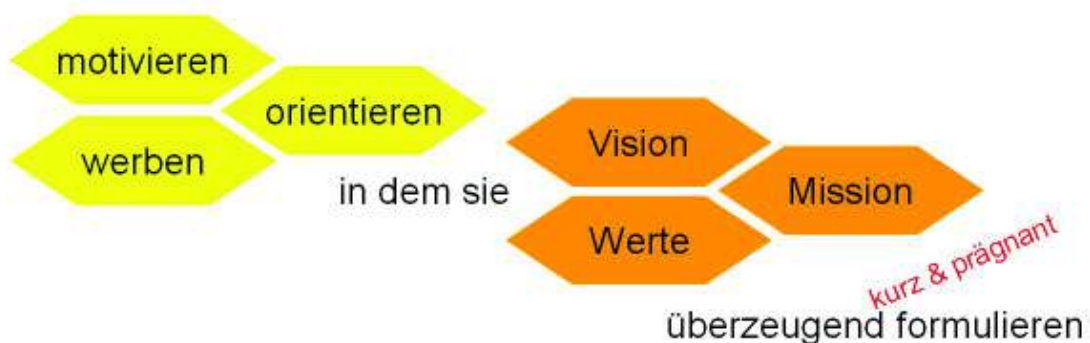 motivieren
orientieren
werben
in dem sie
Vision
Mission
Werte
kurz & prägnant
überzeugend formulieren